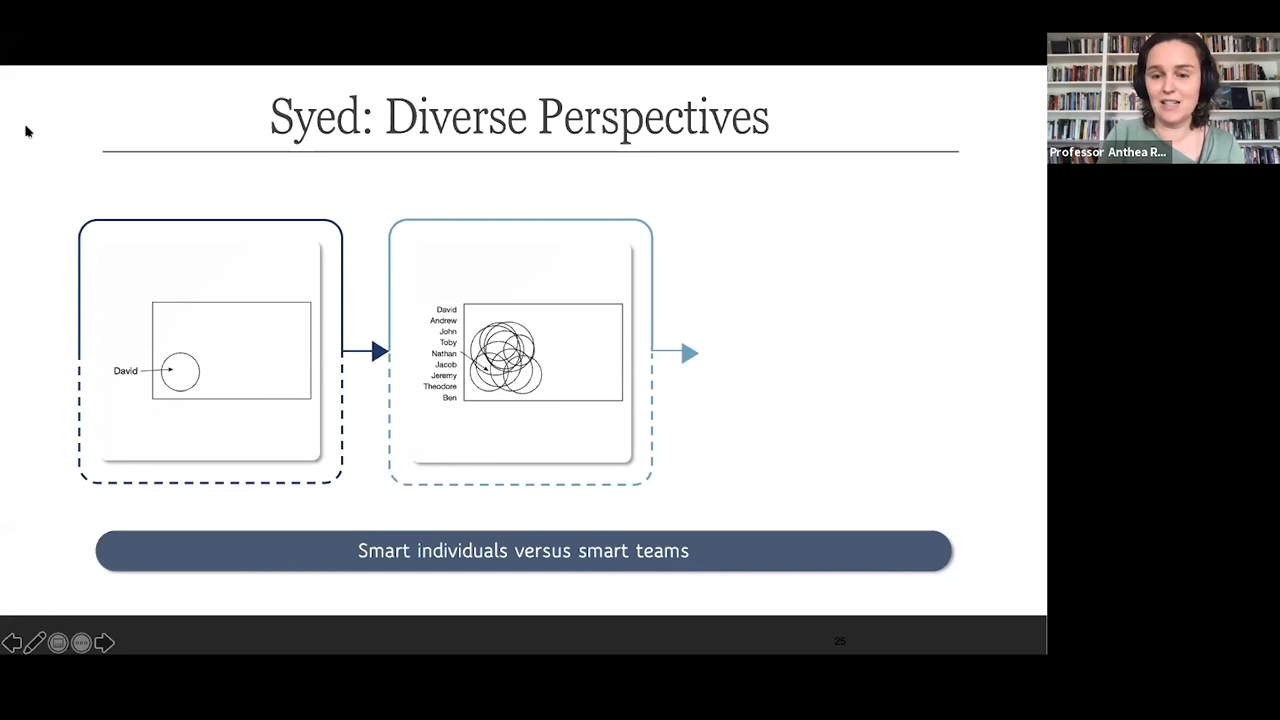 Syed: Diverse Perspectives
David
David
Andrew
John
Toby
Nathan
Jacob
Jeremy
Theodore
Ben
Smart individuals versus smart teams
25
Professor Anthea R...